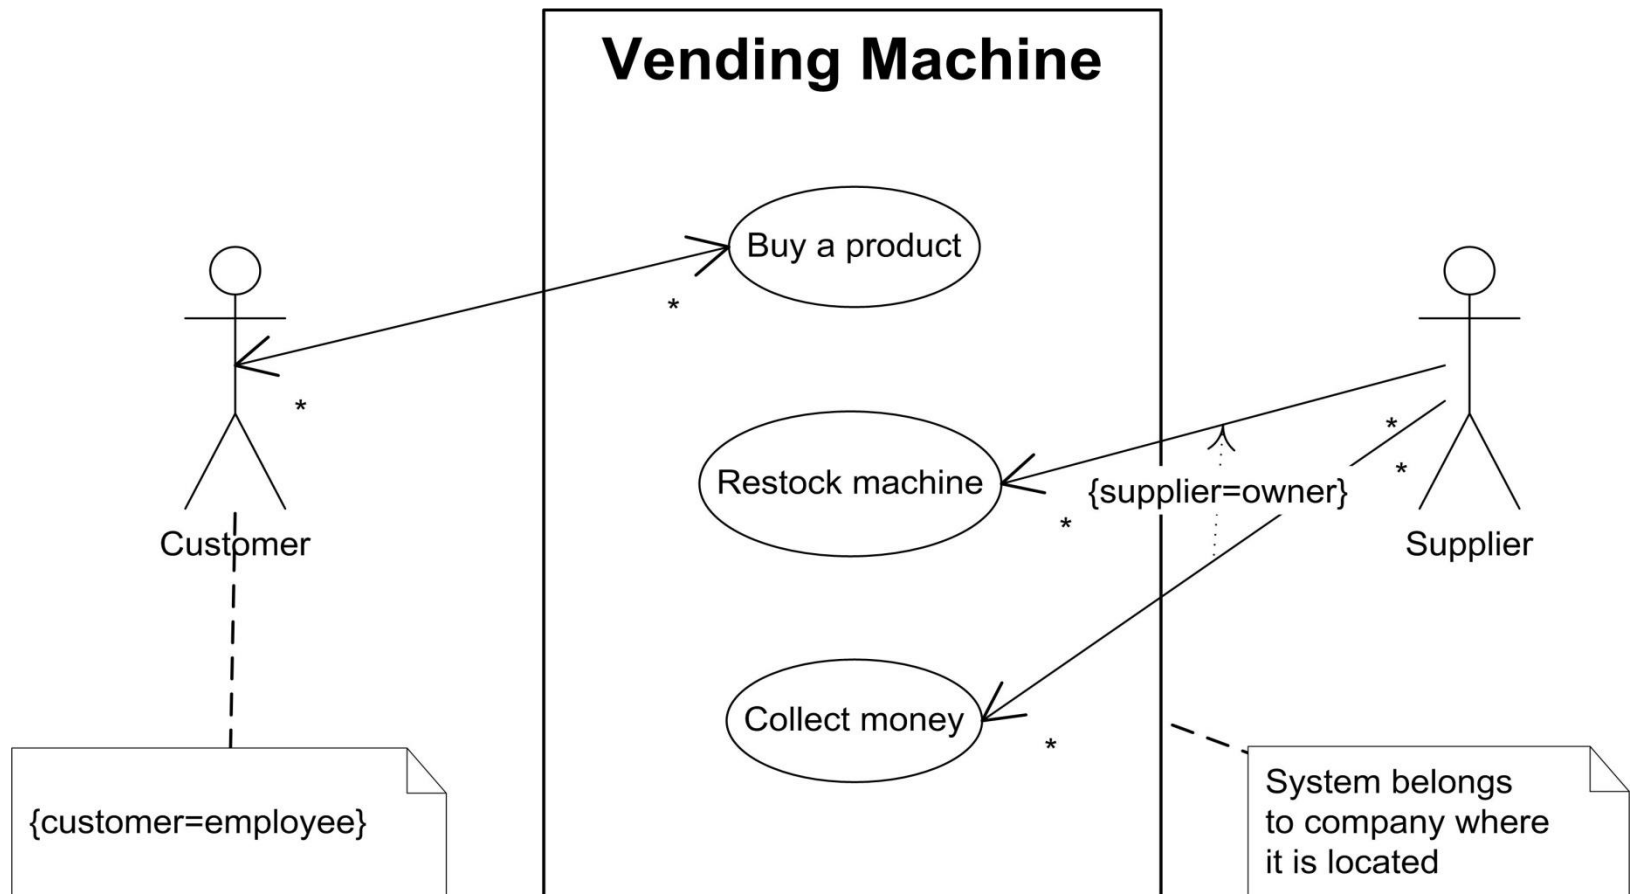 Vending Machine
Buy a product
*
*
Restock machine
*
*
{supplier=owner}
*
Customer
Supplier
Collect money
*
{customer=employee}
System belongs
to company where
it is located